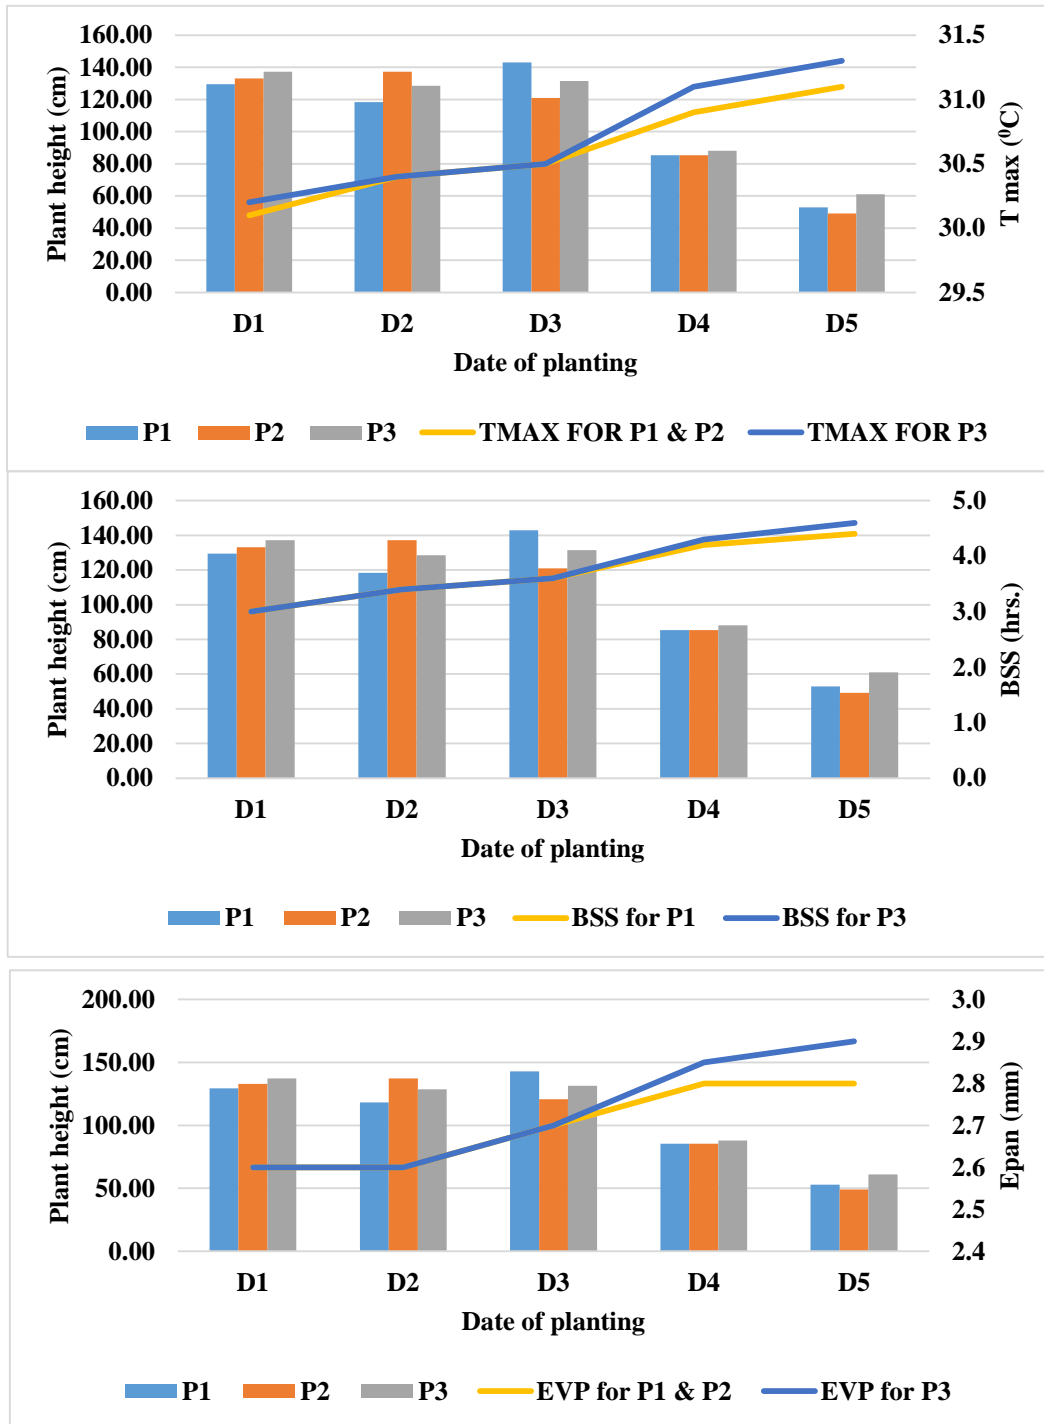 160.00
140.00
120.00
100.00
80.00
60.00
40.00
20.00
0.00
Plant height (cm)
31.5
31.0
30.5
30.0
29.5
T max (⁰C)
D1 D2 D3 D4 D5
Date of planting
P1 P2 P3 TMAX FOR P1 & P2 TMAX FOR P3
160.00
140.00
120.00
100.00
80.00
60.00
40.00
20.00
0.00
Plant height (cm)
5.0
4.0
3.0
2.0
1.0
0.0
BSS (hrs.)
D1 D2 D3 D4 D5
Date of planting
P1 P2 P3 BSS for P1 BSS for P3
200.00
150.00
100.00
50.00
0.00
Plant height (cm)
3.0
2.9
2.8
2.7
2.6
2.5
2.4
Epan (mm)
D1 D2 D3 D4 D5
Date of planting
P1 P2 P3 EVP for P1 & P2 EVP for P3